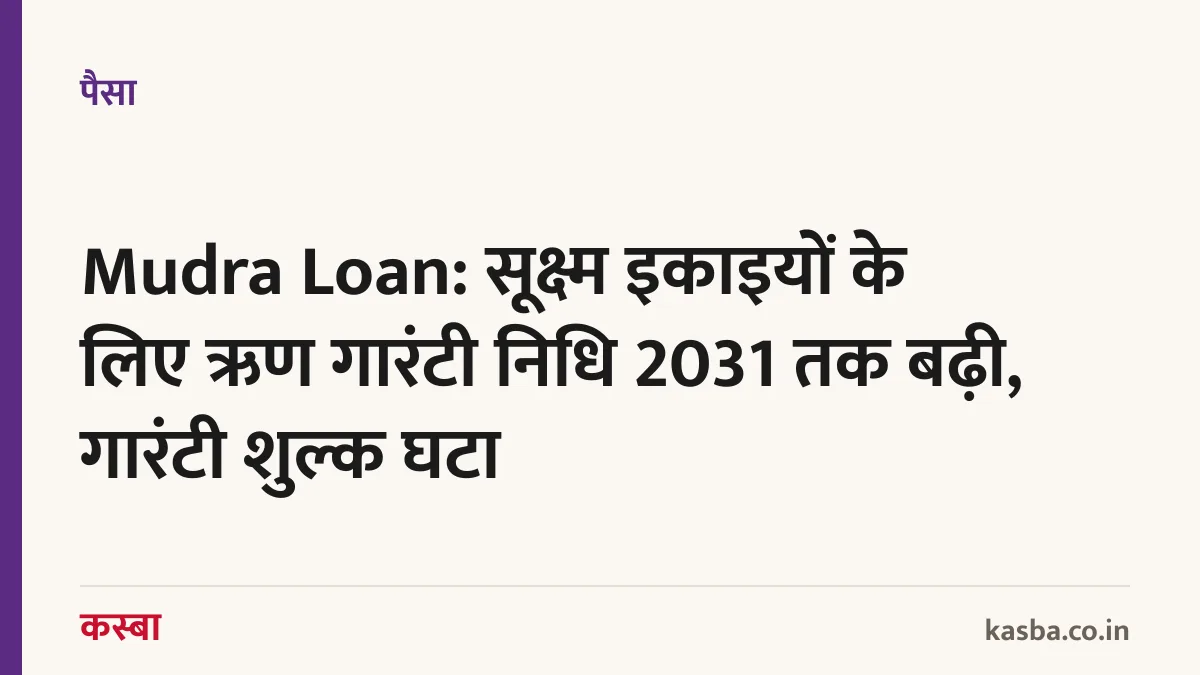 पैसा
Mudra Loan: सूक्ष्म इकाइयों के
लिए ऋण गारंटी निधि 2031 तक बढ़ी,
गारंटी शुल्क घटा
कस्बा
kasba.co.in